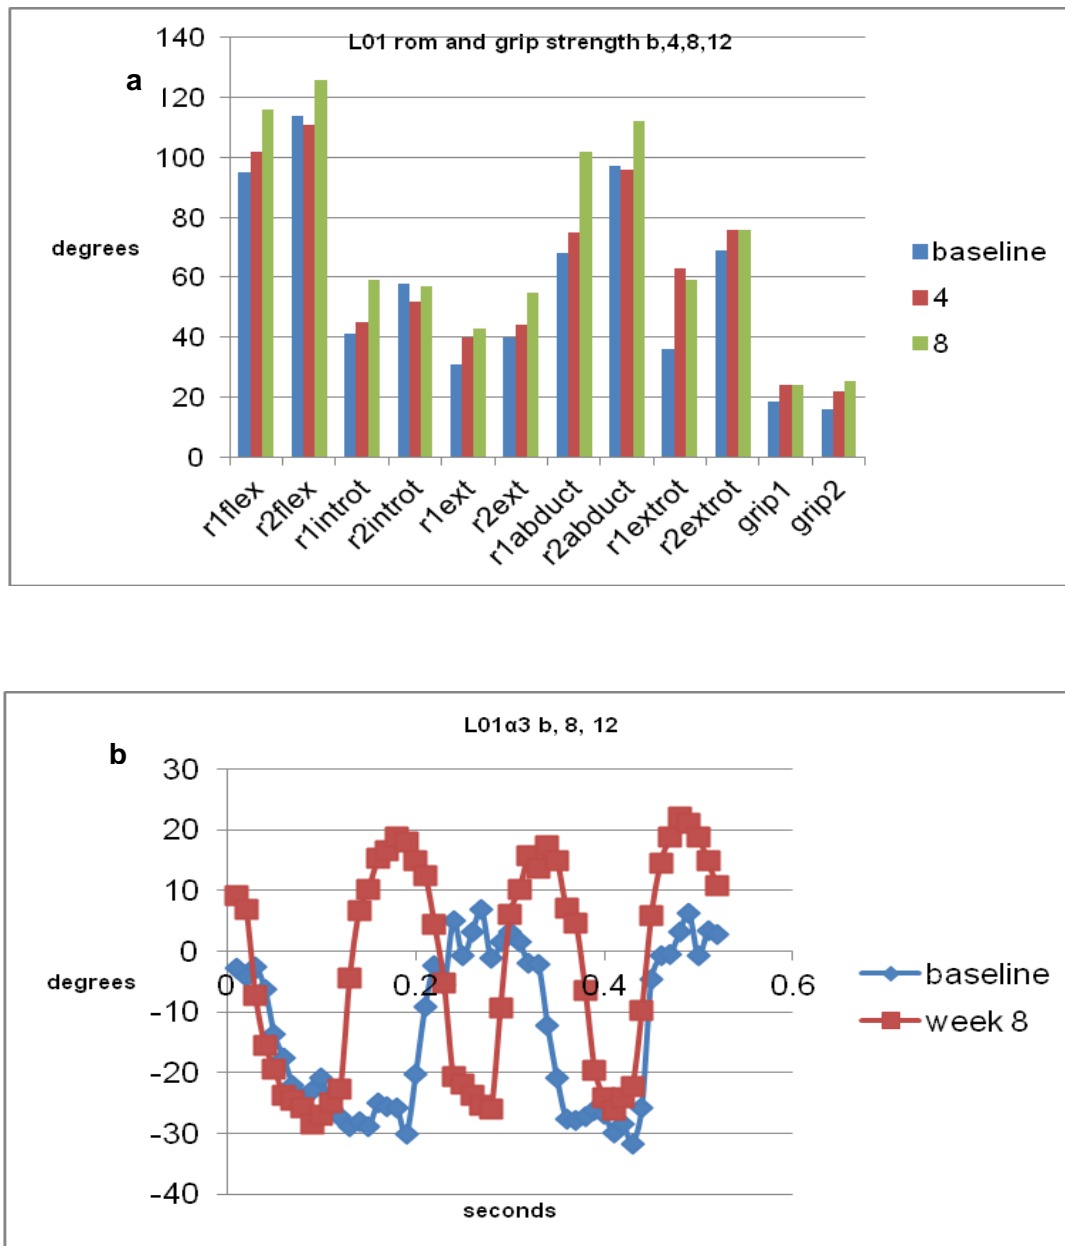 L01 rom and grip strength b,4,8,12
a
140
120
100
80
60
40
20
0
degrees
r1flex
r2flex
r1introt
r2introt
r1ext
r2ext
r1abduct
r2abduct
r1extrot
r2extrot
grip1
grip2
baseline
4
8
L01α3 b, 8, 12
b
30
20
10
0
-10
-20
-30
-40
degrees
0
0.2
0.4
0.6
seconds
baseline
week 8